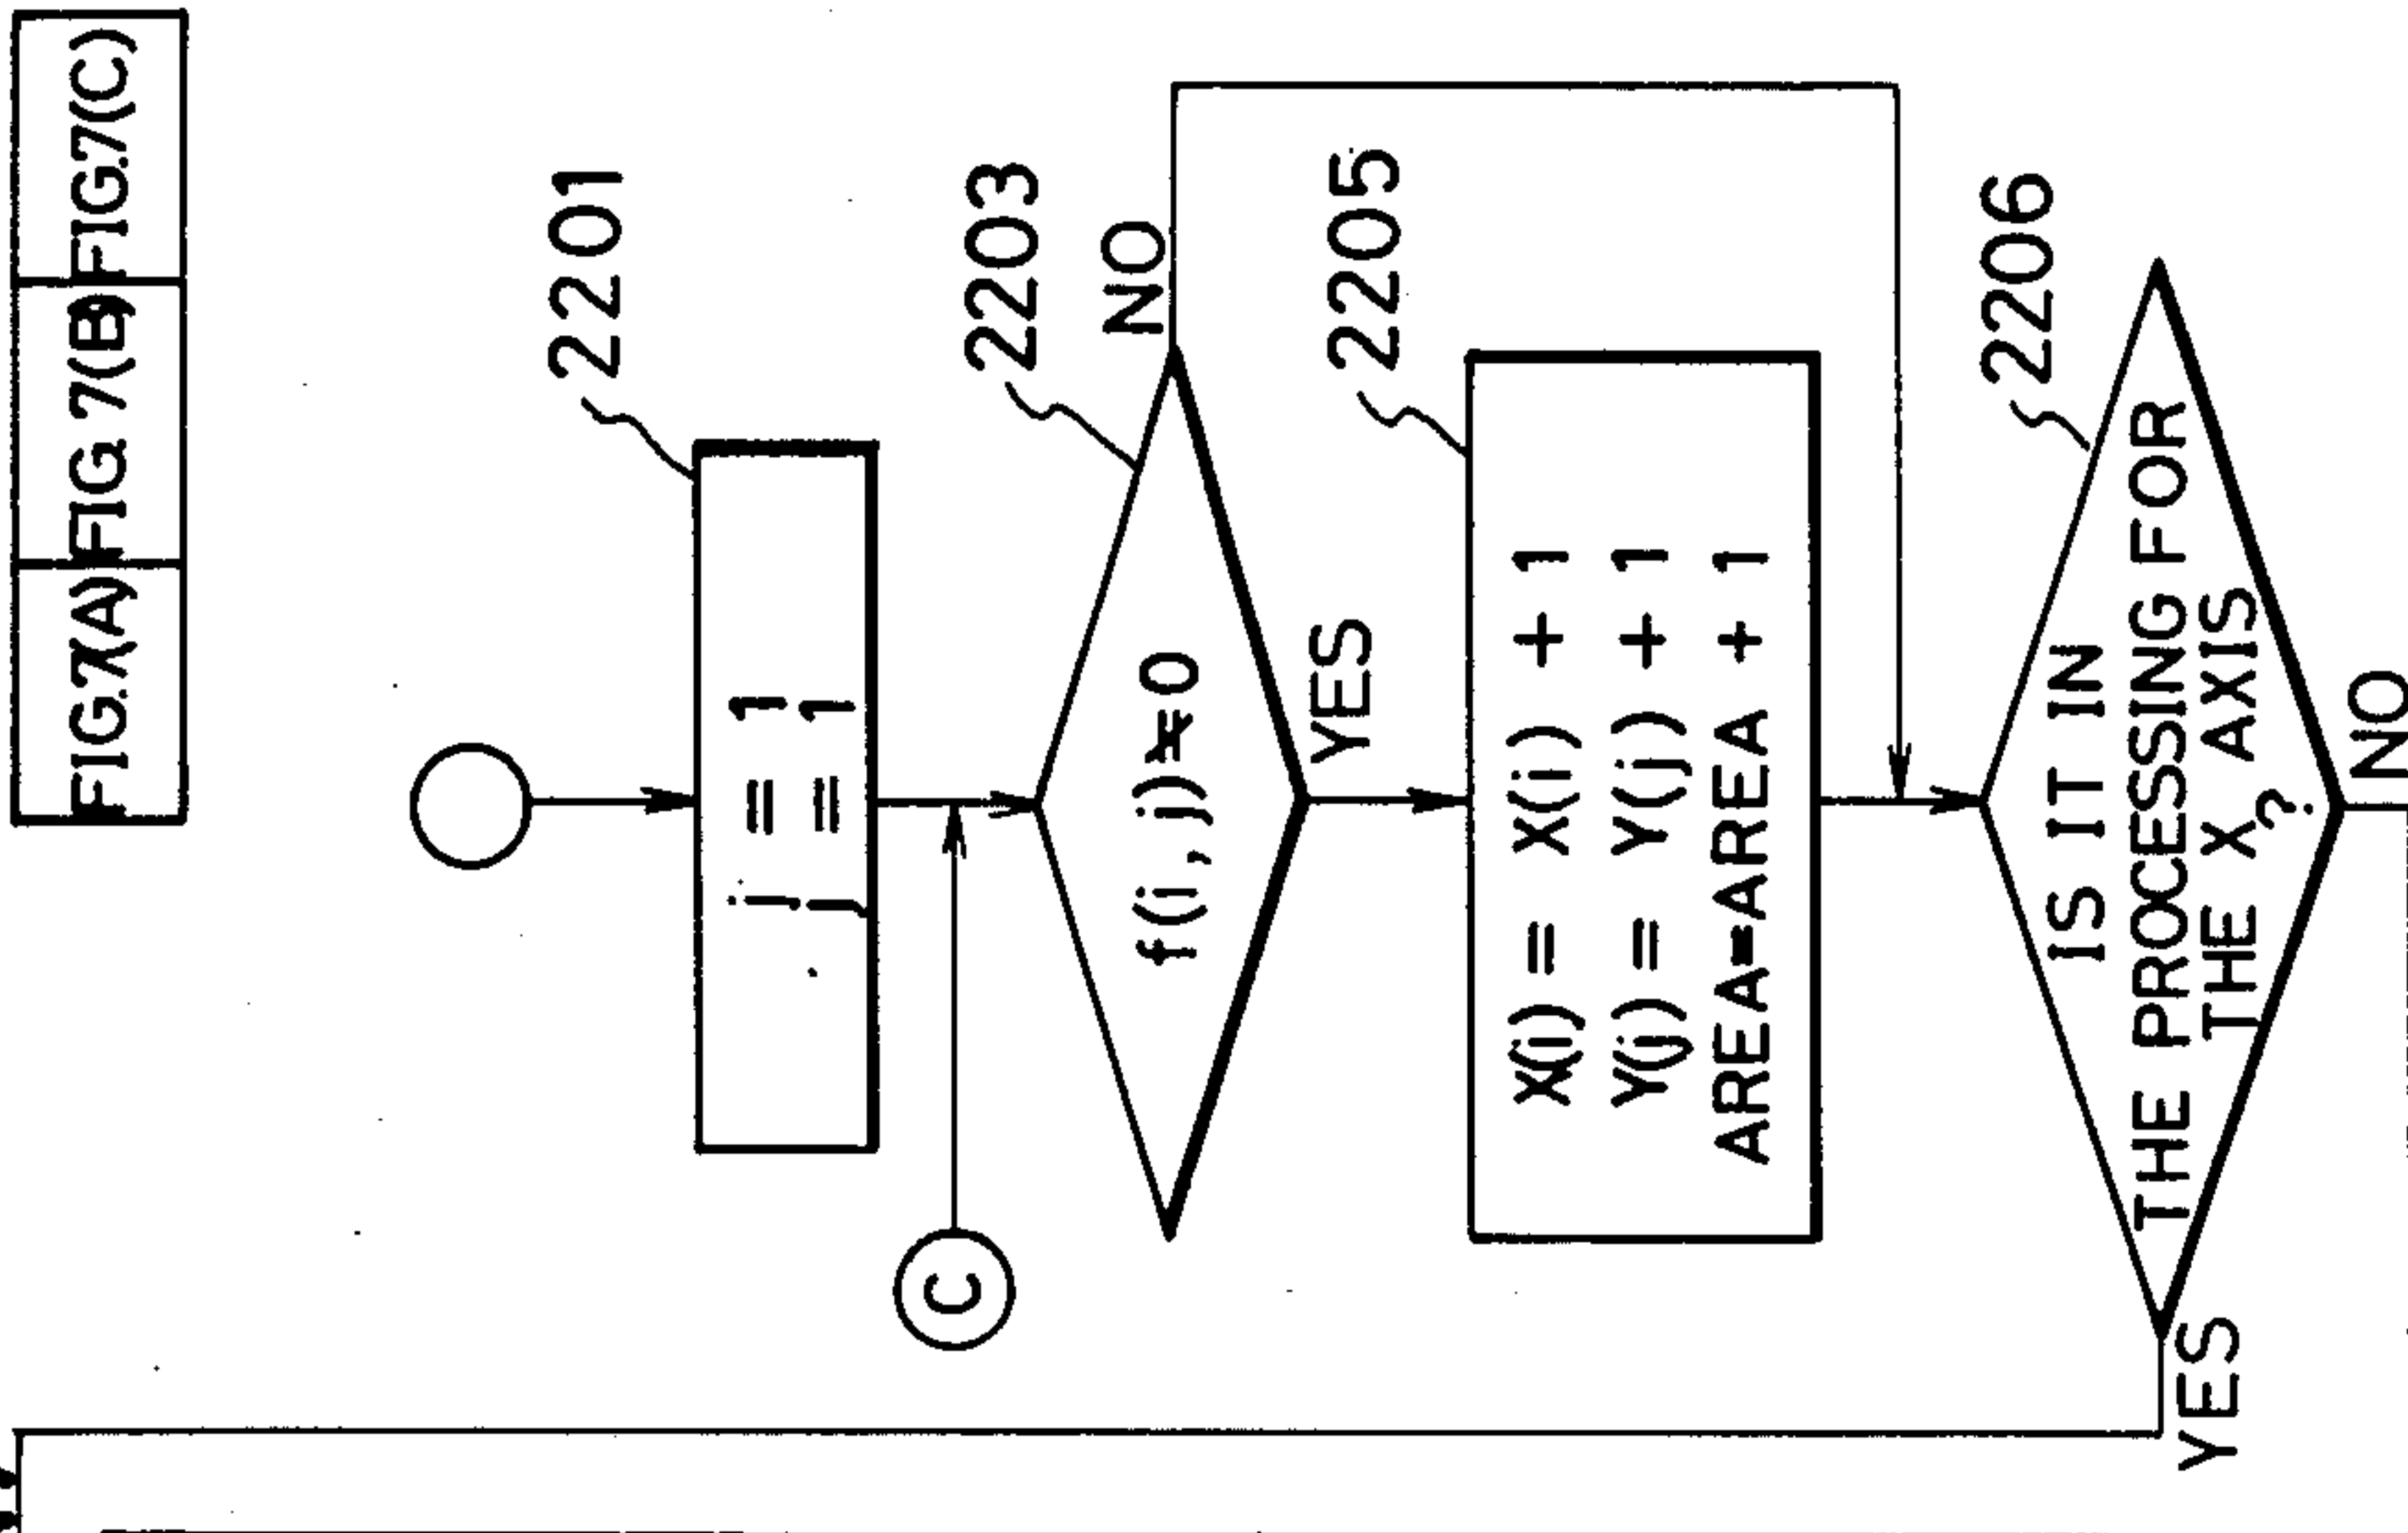 FIG.7(A) FIG. 7(B) FIG.7(C)
2201
i = 1
j = 1
C
2203
f(i,j)≠0
NO
YES
2205
X(i) = X(i) + 1
Y(j) = Y(j) + 1
AREA=AREA + 1
2206
IS IT IN
THE PROCESSING FOR
THE X AXIS
?
YES
NO